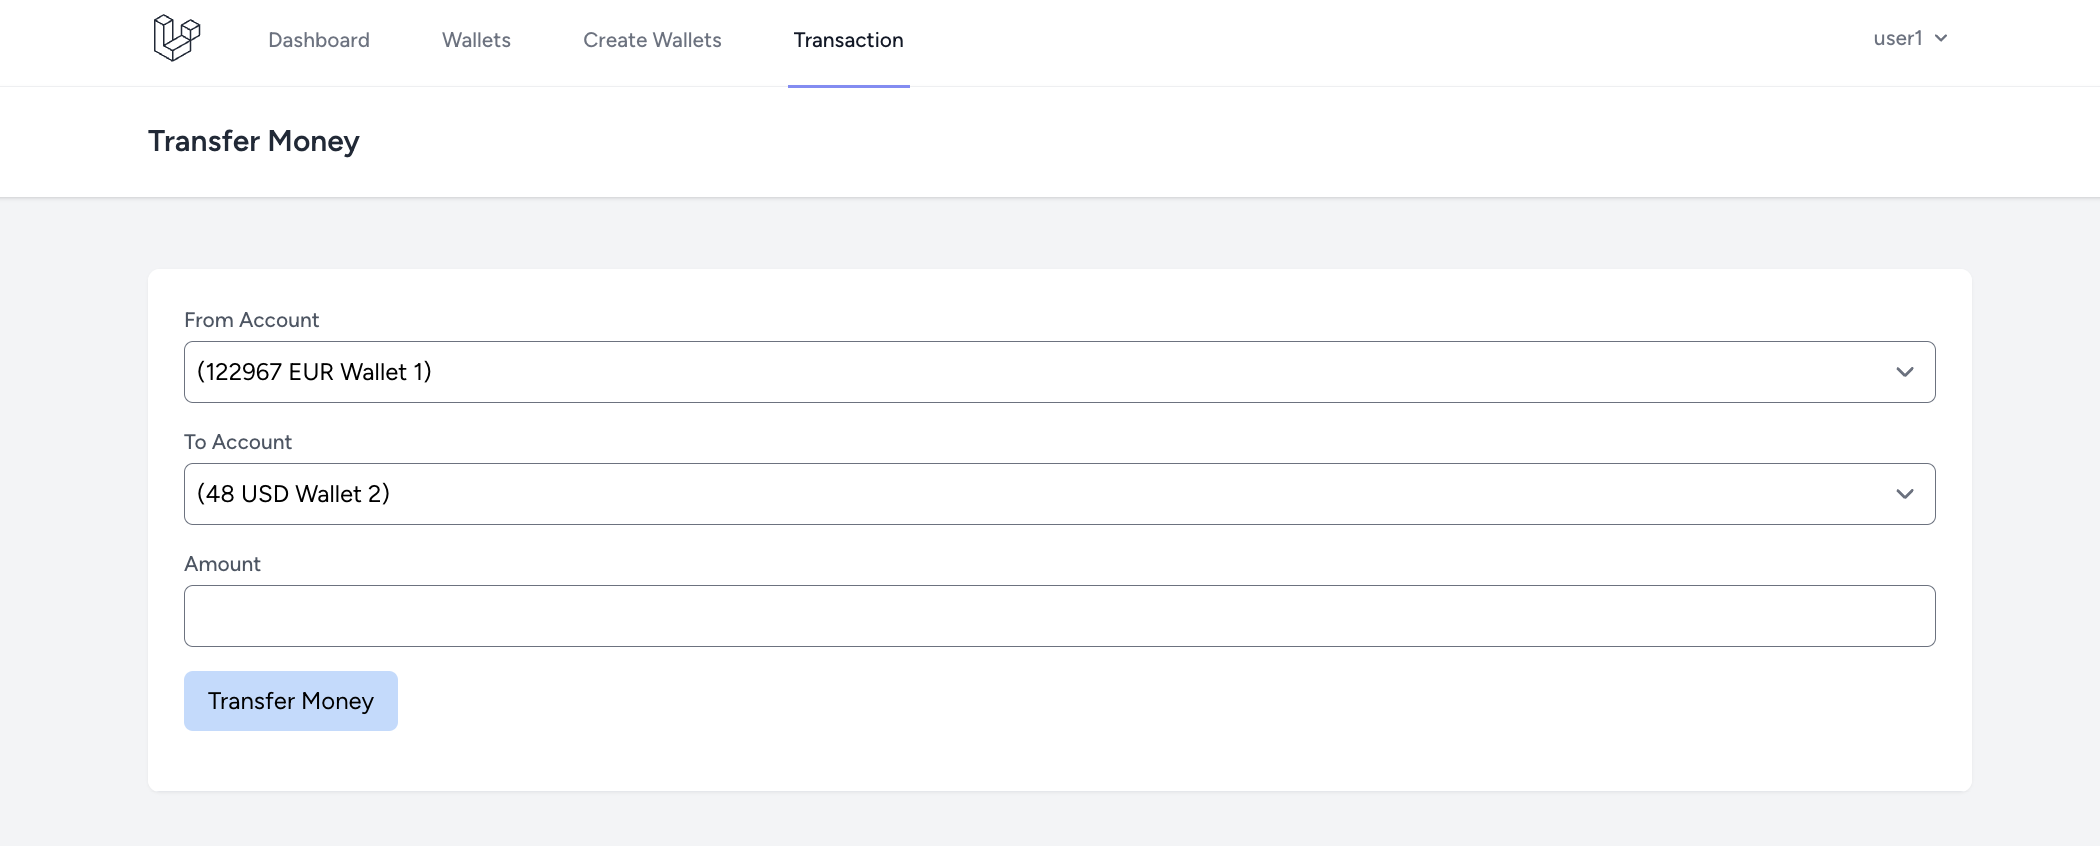 Dashboard Wallets Create Wallets Transaction user1
Transfer Money
From Account
(122967 EUR Wallet 1)
To Account
(48 USD Wallet 2)
Amount
Transfer Money